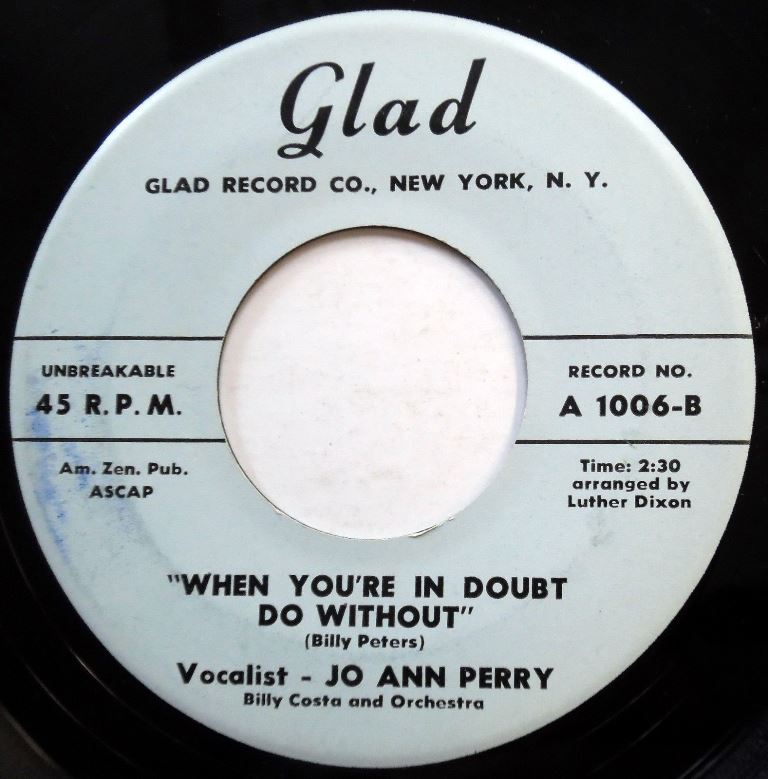 Glad
GLAD RECORD CO., NEW YORK, N. Y.
UNBREAKABLE
45 R.P.M.
RECORD NO.
A 1006-B
Am. Zen. Pub.
ASCAP
Time: 2:30
arranged by
Luther Dixon
"WHEN YOU'RE IN DOUBT
DO WITHOUT"
(Billy Peters)
Vocalist - JO ANN PERRY
Billy Costa and Orchestra